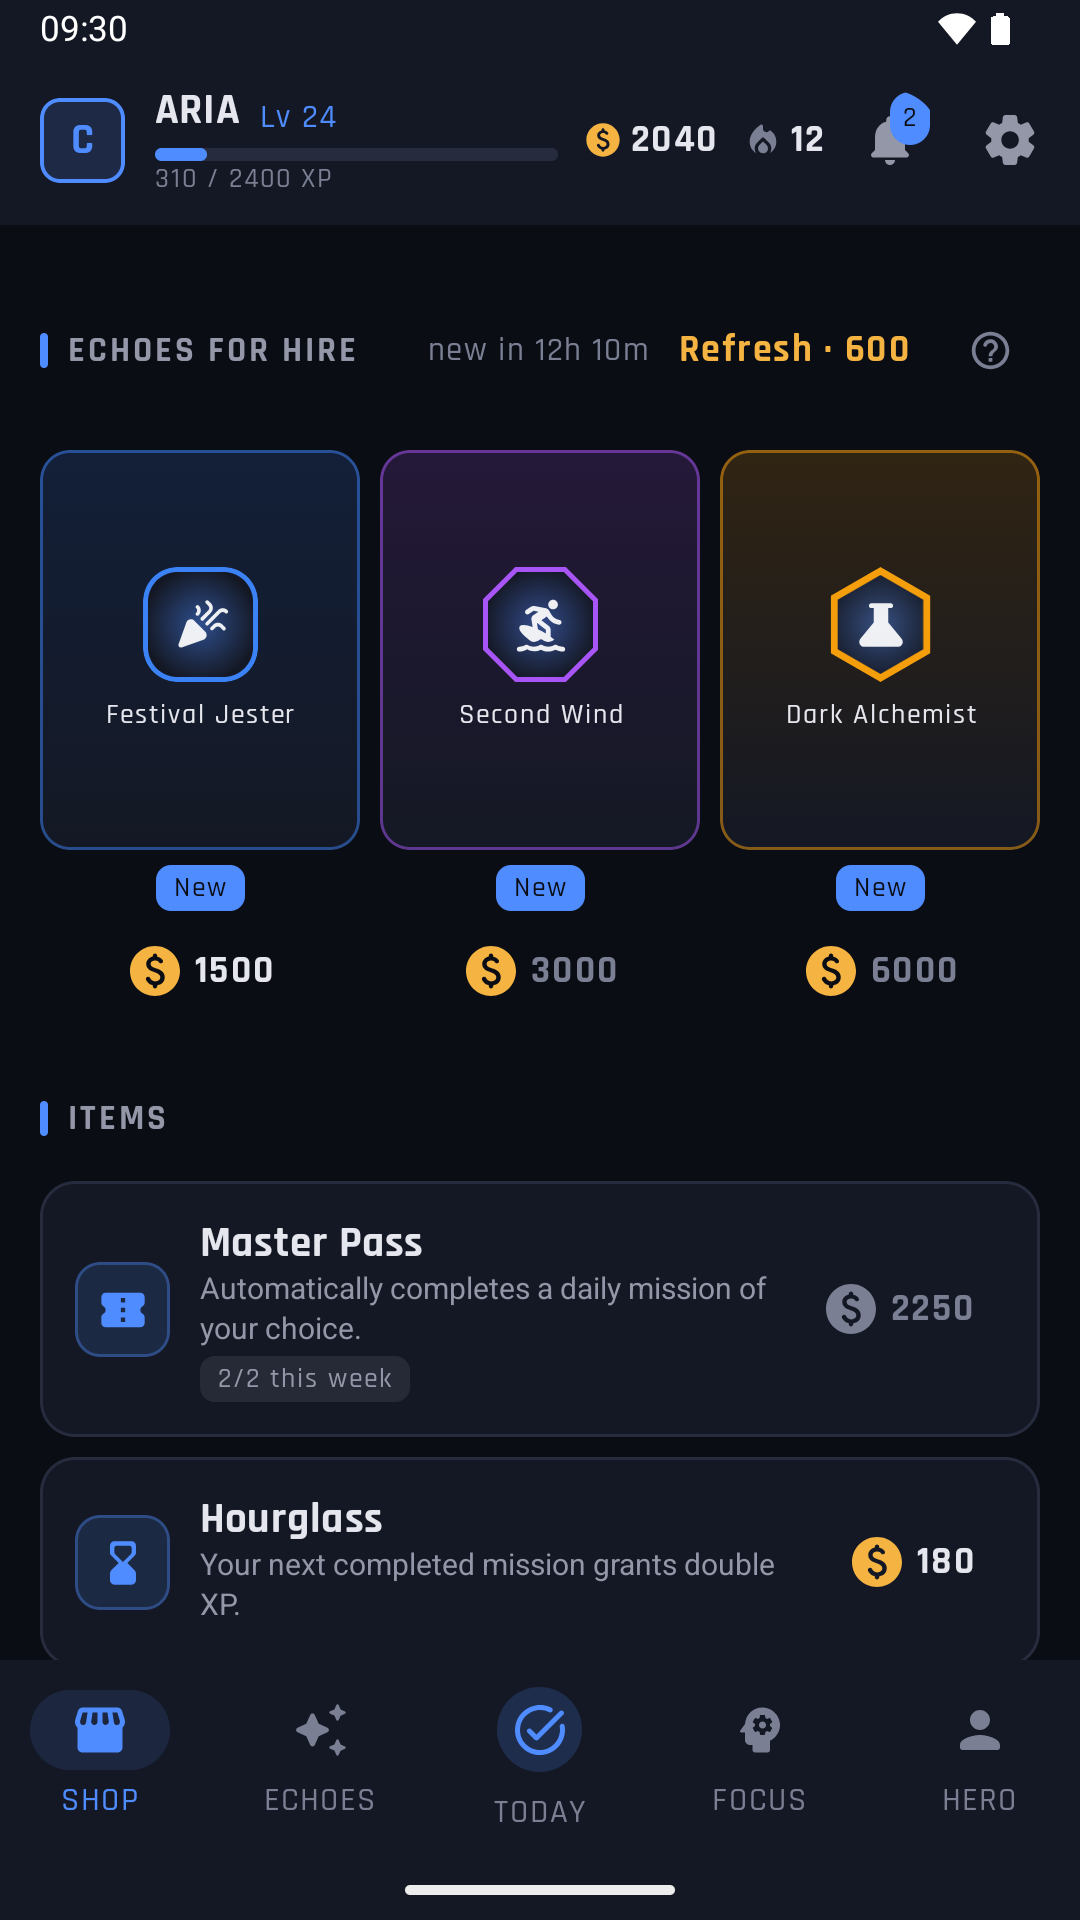 09:30
C
ARIA Lv 24
310 / 2400 XP
2040
12
2
ECHOES FOR HIRE
new in 12h 10m
Refresh · 600
Festival Jester
Second Wind
Dark Alchemist
New
New
New
1500
3000
6000
ITEMS
Master Pass
Automatically completes a daily mission of
your choice.
2/2 this week
2250
Hourglass
Your next completed mission grants double
XP.
180
SHOP
ECHOES
TODAY
FOCUS
HERO